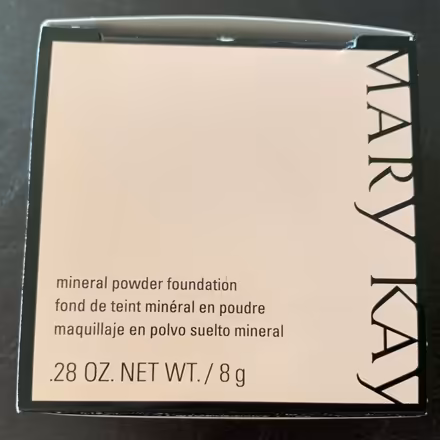 MARY KAY
mineral powder foundation
fond de teint minéral en poudre
maquillaje en polvo suelto mineral
.28 OZ. NET WT. / 8 g